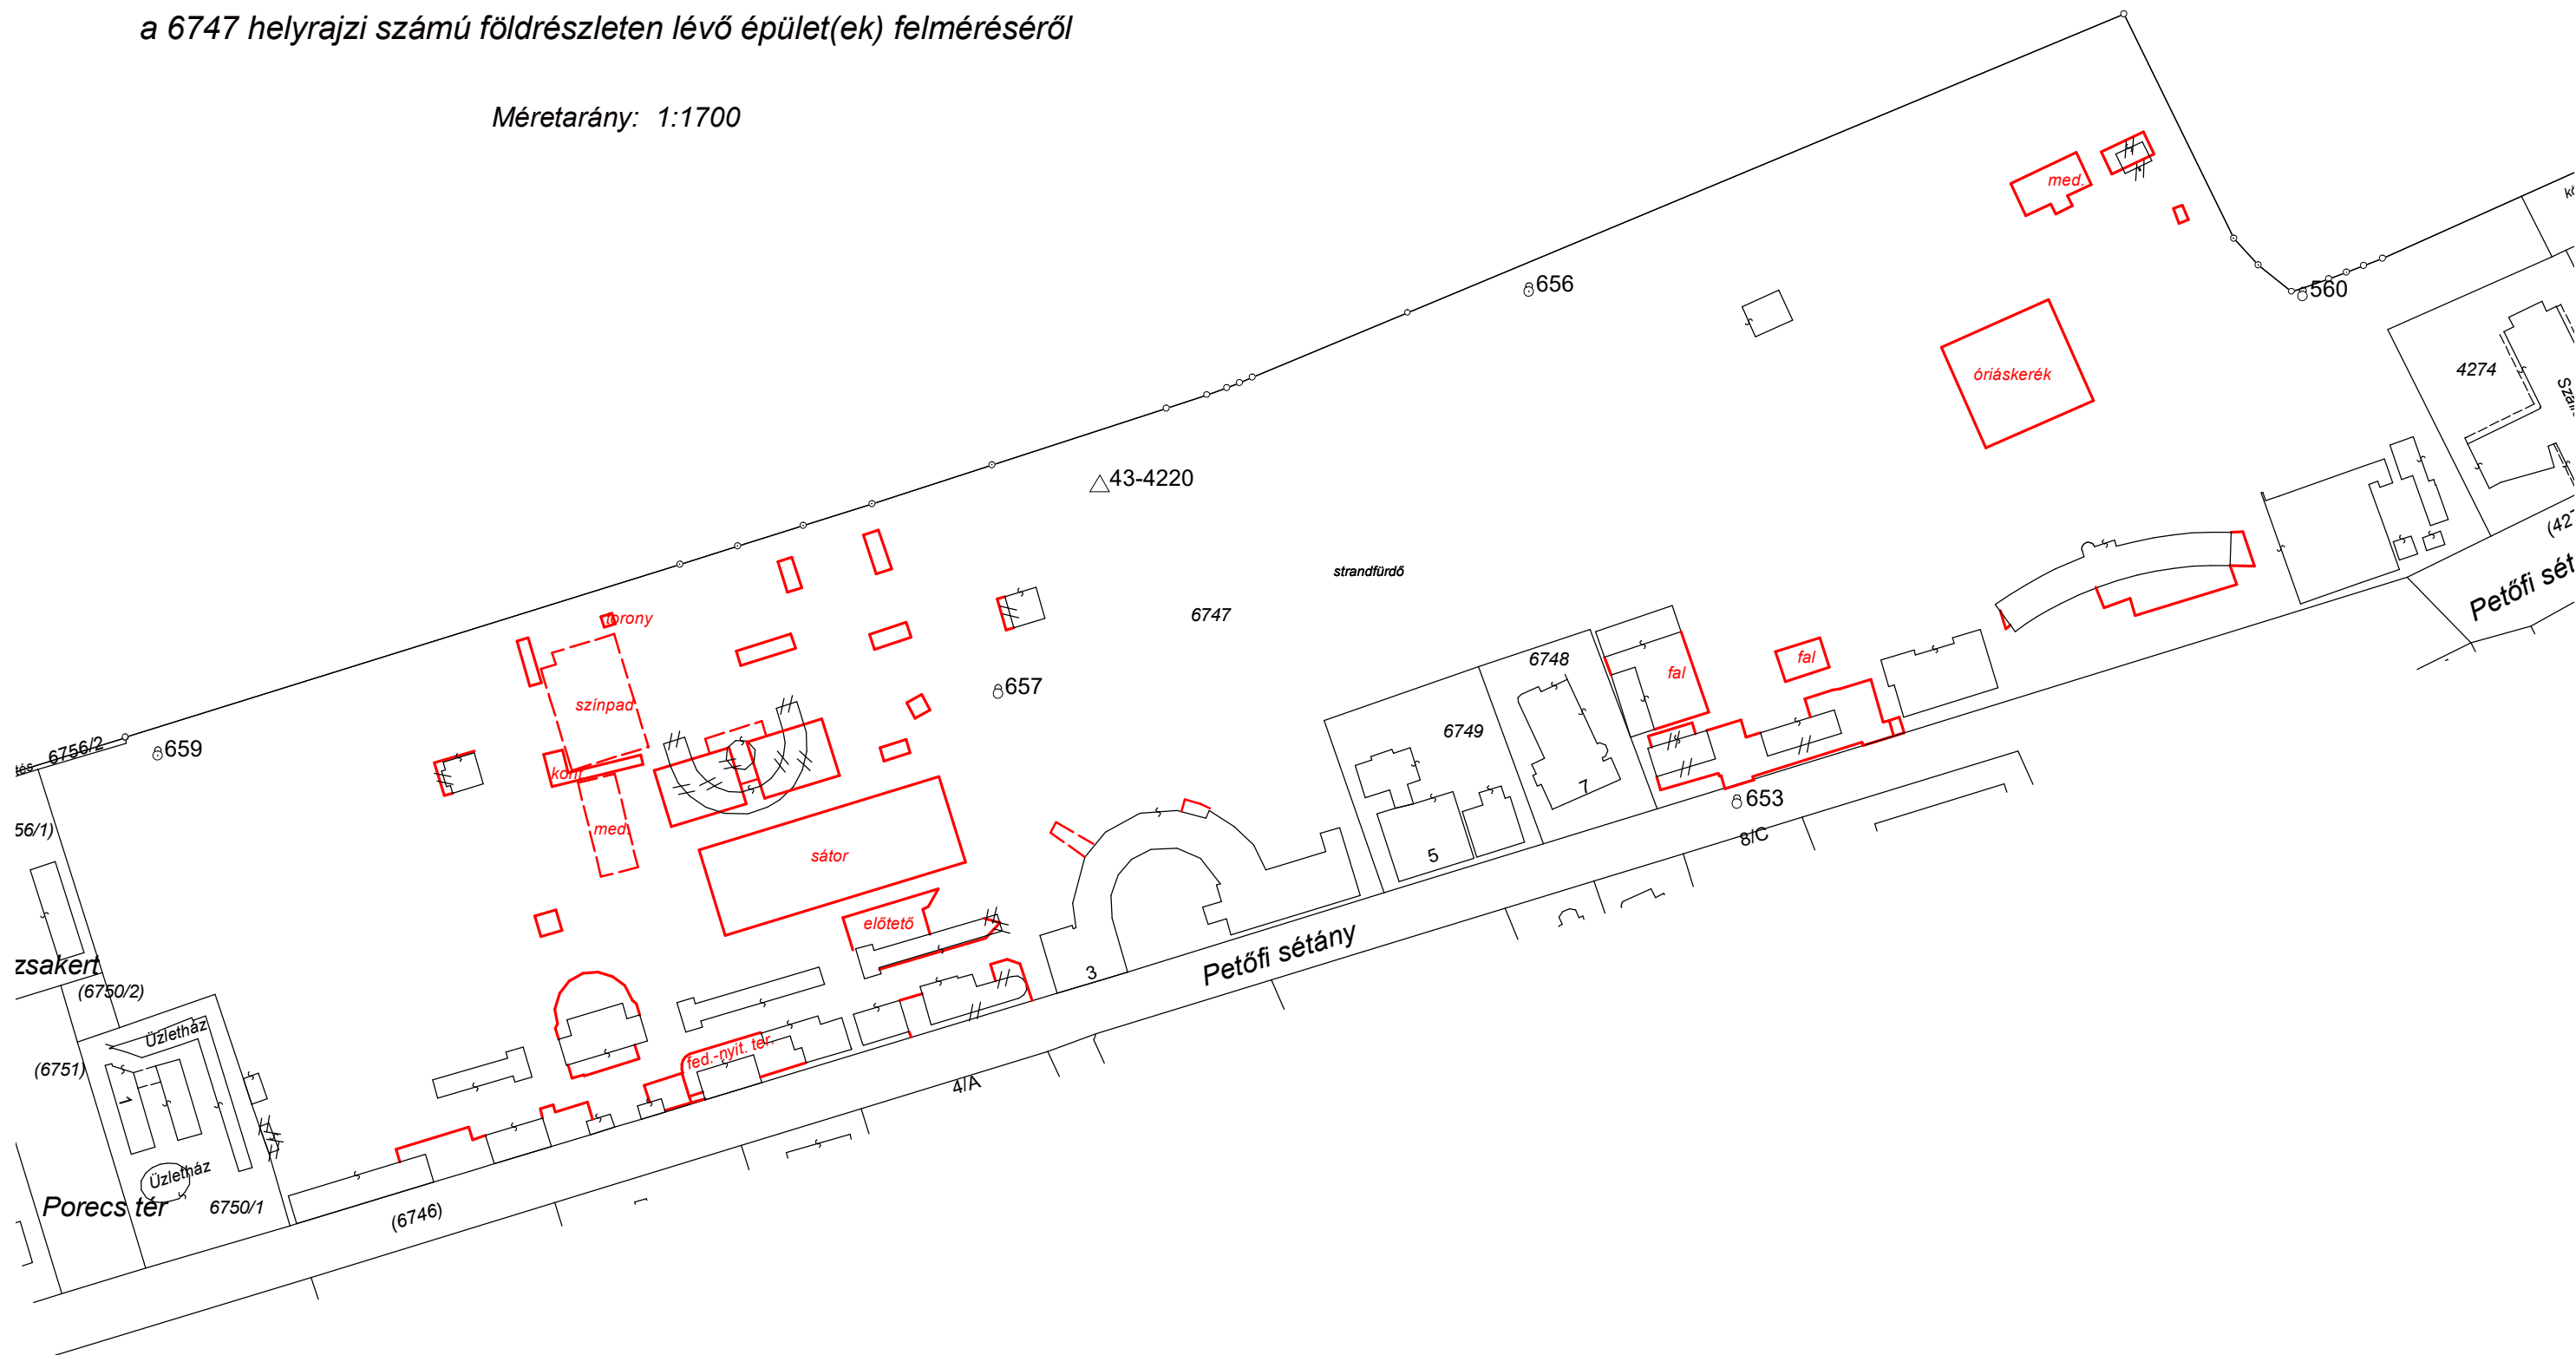 a 6747 helyrajzi számú földrészleten lévő épület(ek) felméréséről
Méretarány: 1:1700
med.
656
560
óriáskerék
4274
43-4220
strandfürdő
6747
torony
színpad
657
6748
fal
fal
6749
7
5
Petőfi
6756/2
659
56/1)
med.
sátor
előtető
653
8/C
3
Petőfi sétány
zsakert
(6750/2)
Üzletház
(6751)
1
fed.-nyit. ter.
4/A
Üzletház
Porecs tér
6750/1
(6746)